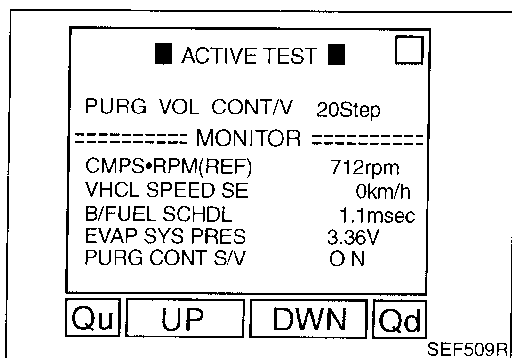 ■ ACTIVE TEST ■
PURG VOL CONT/V 20Step
========== MONITOR ==========
CMPS•RPM(REF) 712rpm
VHCL SPEED SE 0km/h
B/FUEL SCHDL 1.1msec
EVAP SYS PRES 3.36V
PURG CONT S/V ON
Qu UP DWN Qd
SEF509R